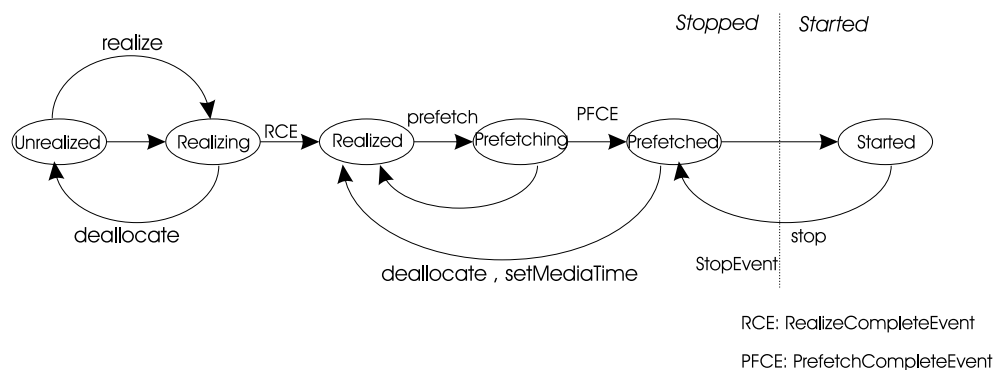 Stopped
Started
realize
Unrealized
Realizing
RCE
Realized
prefetch
Prefetching
PFCE
Prefetched
Started
deallocate
stop
deallocate , setMediaTime
StopEvent
RCE: RealizeCompleteEvent
PFCE: PrefetchCompleteEvent